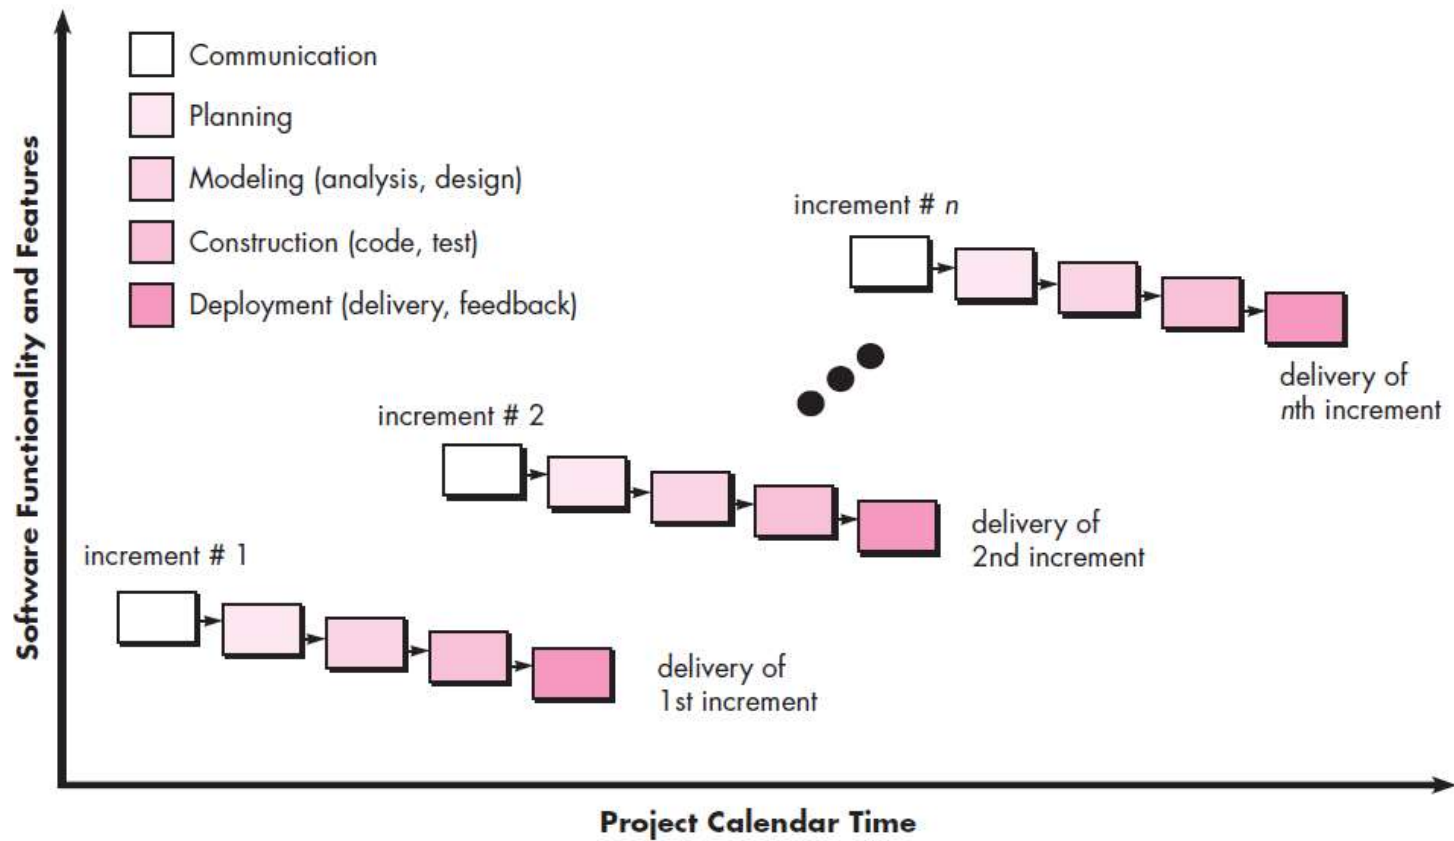 Communication
Planning
Modeling (analysis, design)
Construction (code, test)
Deployment (delivery, feedback)
increment # n
delivery of
nth increment
increment # 2
delivery of
2nd increment
increment # 1
delivery of
1st increment
Software Functionality and Features
Project Calendar Time